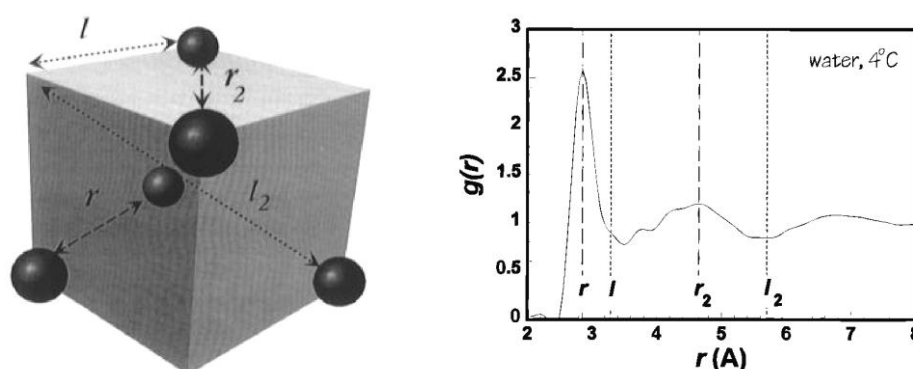 l
r₂
r
l₂
3
2.5
2
1.5
1
0.5
0
g(r)
water, 4°C
r l r₂ l₂
2 3 4 5 6 7 8
r (A)